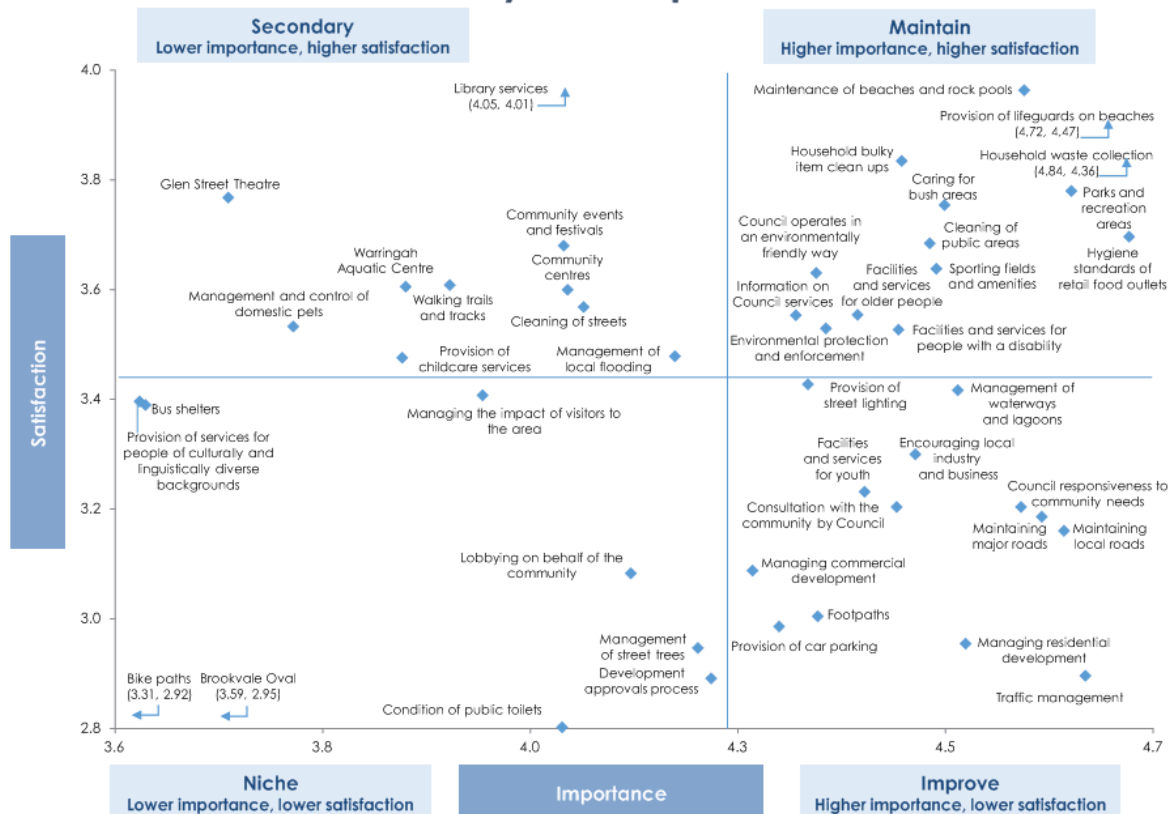 Secondary
Lower importance, higher satisfaction
Maintain
Higher importance, higher satisfaction
4.0
Library services
(4.05, 4.01)
Maintenance of beaches and rock pools
Provision of lifeguards on beaches
(4.72, 4.47)
Household bulky
item clean ups
Household waste collection
(4.84, 4.36)
3.8
Glen Street Theatre
Caring for
bush areas
Parks and
recreation
areas
Community events
and festivals
Council operates in
an environmentally
friendly way
Cleaning of
public areas
Hygiene
standards of
retail food outlets
Warringah
Aquatic Centre
Community
centres
Facilities
and services
for older people
Sporting fields
and amenities
3.6
Management and control of
domestic pets
Walking trails
and tracks
Cleaning of streets
Information on
Council services
Environmental protection
and enforcement
Facilities and services for
people with a disability
Provision of
childcare services
Management of
local flooding
Satisfaction
3.4
Bus shelters
Managing the impact of visitors to
the area
Provision of
street lighting
Management of
waterways
and lagoons
Provision of services for
people of culturally and
linguistically diverse
backgrounds
Facilities
and services
for youth
Encouraging local
industry
and business
3.2
Consultation with the
community by Council
Council responsiveness to
community needs
Maintaining
major roads
Maintaining
local roads
Lobbying on behalf of the
community
Managing commercial
development
3.0
Footpaths
Provision of car parking
Management
of street trees
Managing residential
development
Development
approvals process
Traffic management
Bike paths
(3.31, 2.92)
Brookvale Oval
(3.59, 2.95)
Condition of public toilets
2.8
3.6
3.8
4.0
4.3
4.5
4.7
Niche
Lower importance, lower satisfaction
Importance
Improve
Higher importance, lower satisfaction